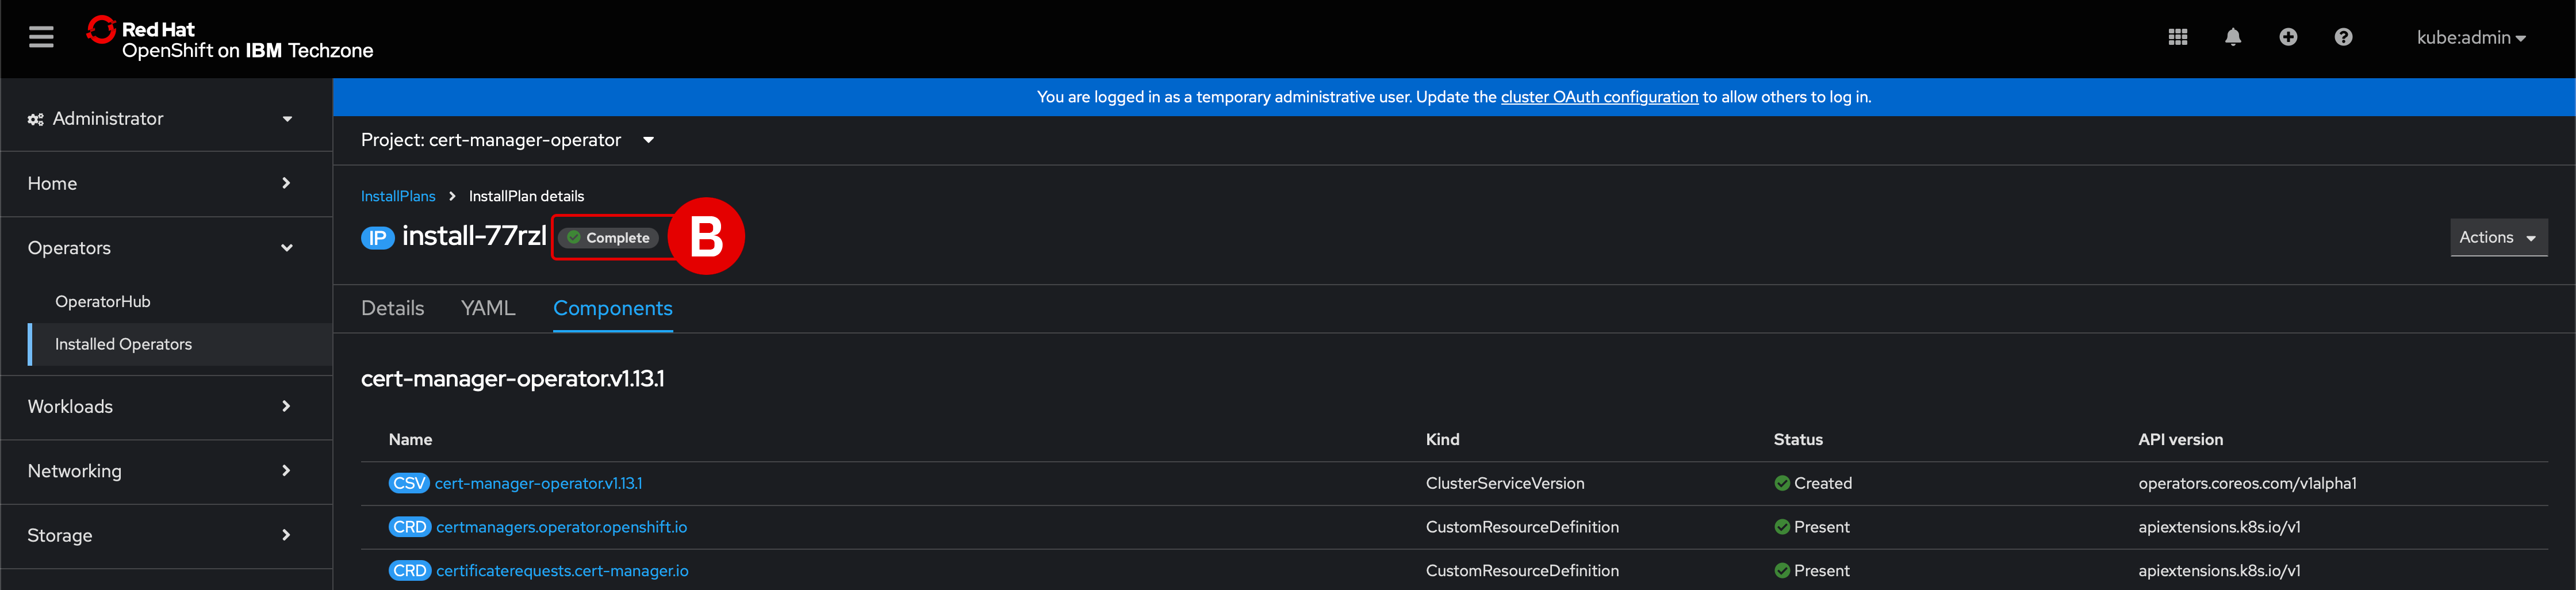 Red Hat
OpenShift on IBM Techzone
kube:admin
Administrator
Home
Operators
OperatorHub
Installed Operators
Workloads
Networking
Storage
You are logged in as a temporary administrative user. Update the cluster OAuth configuration to allow others to log in.
Project: cert-manager-operator
InstallPlans > InstallPlan details
IP install-77rzl Complete B
Actions
Details YAML Components
cert-manager-operator.v1.13.1
Name Kind Status API version
CSV cert-manager-operator.v1.13.1 ClusterServiceVersion Created operators.coreos.com/v1alpha1
CRD certmanagers.operator.openshift.io CustomResourceDefinition Present apiextensions.k8s.io/v1
CRD certificaterequests.cert-manager.io CustomResourceDefinition Present apiextensions.k8s.io/v1